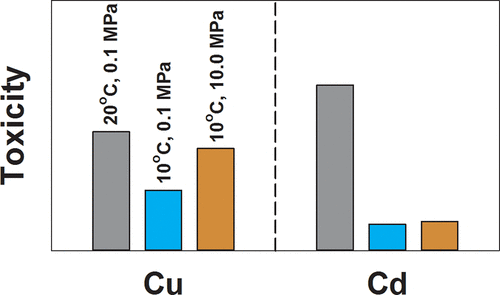 Toxicity
20°C, 0.1 MPa
10°C, 0.1 MPa
10°C, 10.0 MPa
Cu
Cd